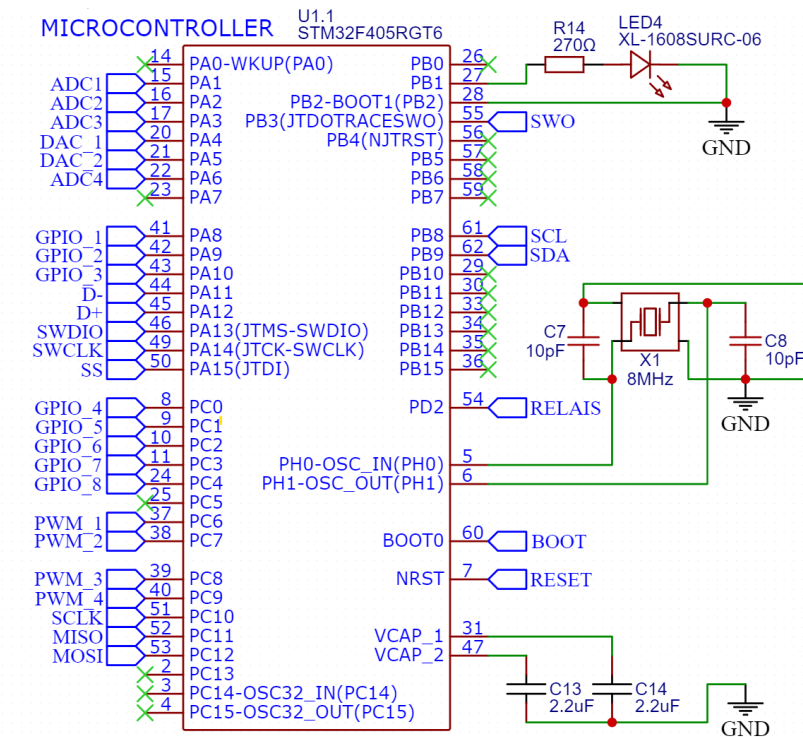 MICROCONTROLLER
U1.1
STM32F405RGT6
14 PA0-WKUP(PA0)
ADC1 15 PA1
ADC2 16 PA2
ADC3 17 PA3
DAC_1 20 PA4
DAC_2 21 PA5
ADC4 22 PA6
23 PA7
GPIO_1 41 PA8
GPIO_2 42 PA9
GPIO_3 43 PA10
D- 44 PA11
D+ 45 PA12
SWDIO 46 PA13(JTMS-SWDIO)
SWCLK 49 PA14(JTCK-SWCLK)
SS 50 PA15(JTDI)
GPIO_4 8 PC0
GPIO_5 9 PC1
GPIO_6 10 PC2
GPIO_7 11 PC3
GPIO_8 24 PC4
25 PC5
PWM_1 37 PC6
PWM_2 38 PC7
PWM_3 39 PC8
PWM_4 40 PC9
SCLK 51 PC10
MISO 52 PC11
MOSI 53 PC12
2 PC13
3 PC14-OSC32_IN(PC14)
4 PC15-OSC32_OUT(PC15)
PB0 26
PB1 27
PB2-BOOT1(PB2) 28
PB3(JTDOTRACESWO) 55 SWO
PB4(NJTRST) 56
PB5 57
PB6 58
PB7 59
PB8 61 SCL
PB9 62 SDA
PB10 29
PB11 30
PB12 33
PB13 34
PB14 35
PB15 36
PD2 54 RELAIS
PH0-OSC_IN(PH0) 5
PH1-OSC_OUT(PH1) 6
BOOT0 60 BOOT
NRST 7 RESET
VCAP_1 31
VCAP_2 47
R14
270Ω
LED4
XL-1608SURC-06
GND
C7
10pF
X1
8MHz
C8
10pF
GND
C13
2.2uF
C14
2.2uF
GND